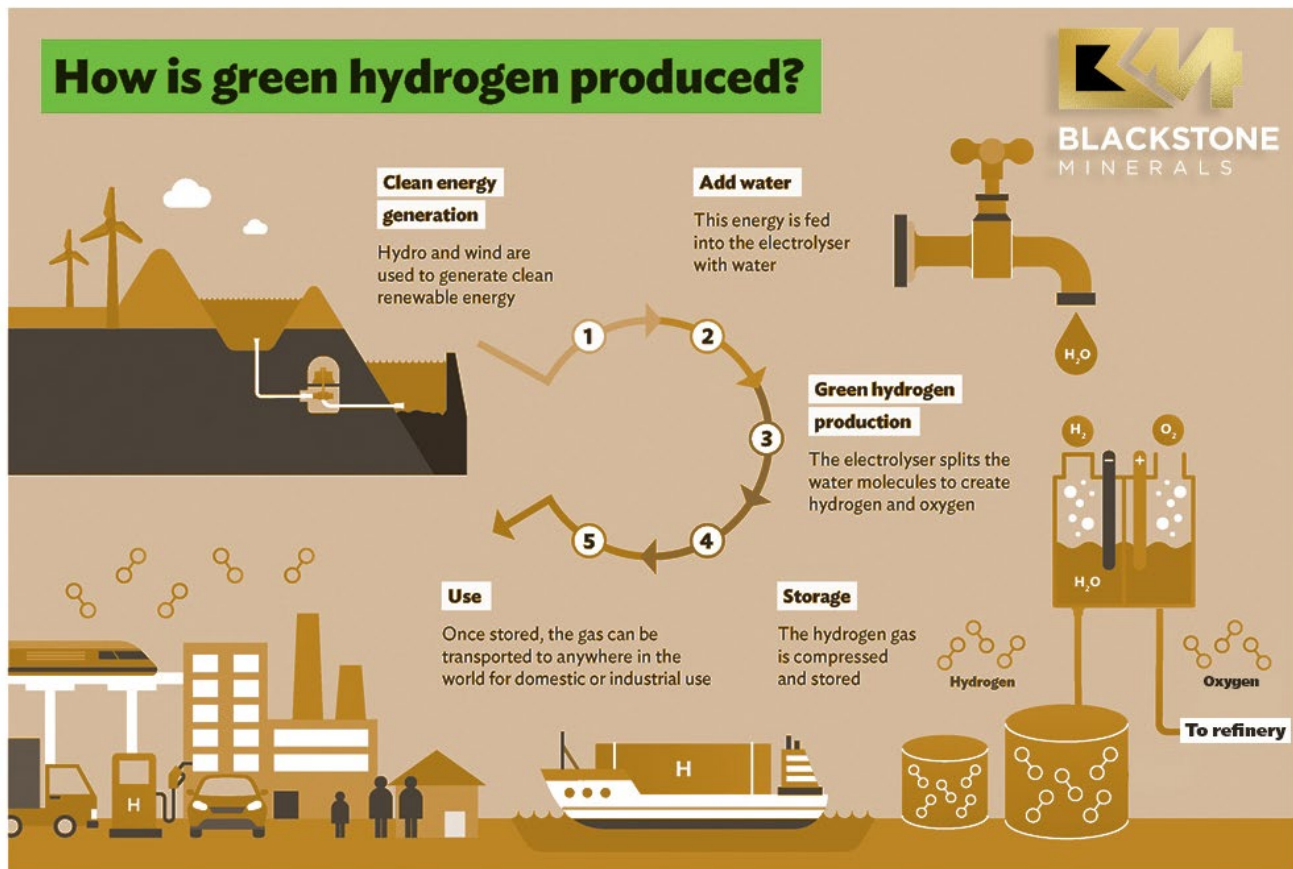 How is green hydrogen produced?
BLACKSTONE
MINERALS
Clean energy
generation
Hydro and wind are
used to generate clean
renewable energy
Add water
This energy is fed
into the electrolyser
with water
H₂O
1
2
3
4
5
Green hydrogen
production
The electrolyser splits the
water molecules to create
hydrogen and oxygen
H₂
O₂
−
+
H₂O
Use
Once stored, the gas can be
transported to anywhere in the
world for domestic or industrial use
Storage
The hydrogen gas
is compressed
and stored
Hydrogen
Oxygen
To refinery
H
H